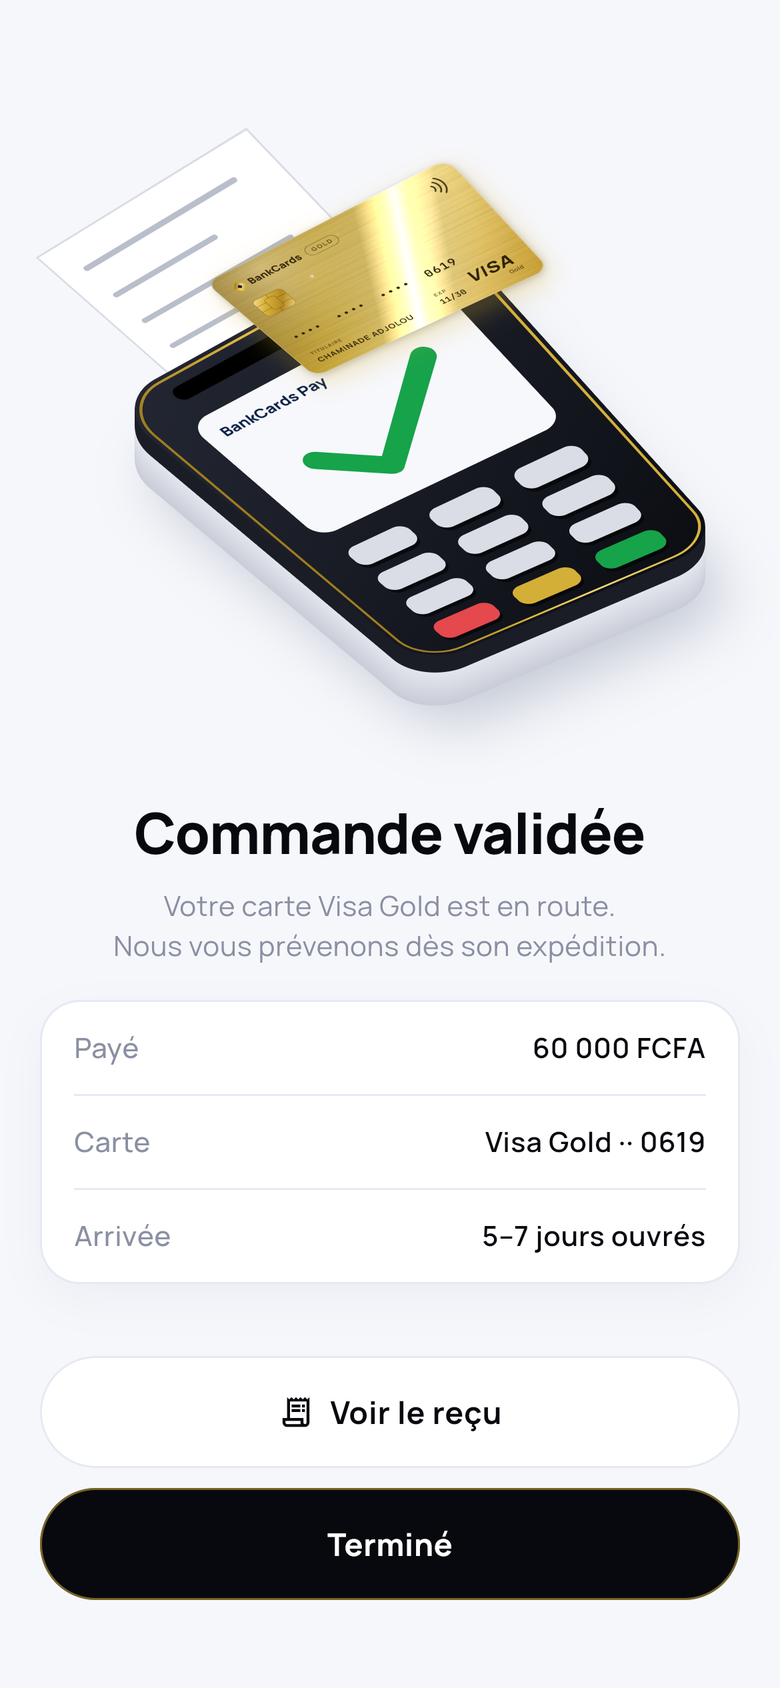 BankCards GOLD
•••• •••• •••• 0619
TITULAIRE
CHAMINADE ADJOLOU
EXP
11/30
VISA
Gold
BankCards Pay
Commande validée
Votre carte Visa Gold est en route.
Nous vous prévenons dès son expédition.
Payé 60 000 FCFA
Carte Visa Gold ·· 0619
Arrivée 5–7 jours ouvrés
Voir le reçu
Terminé